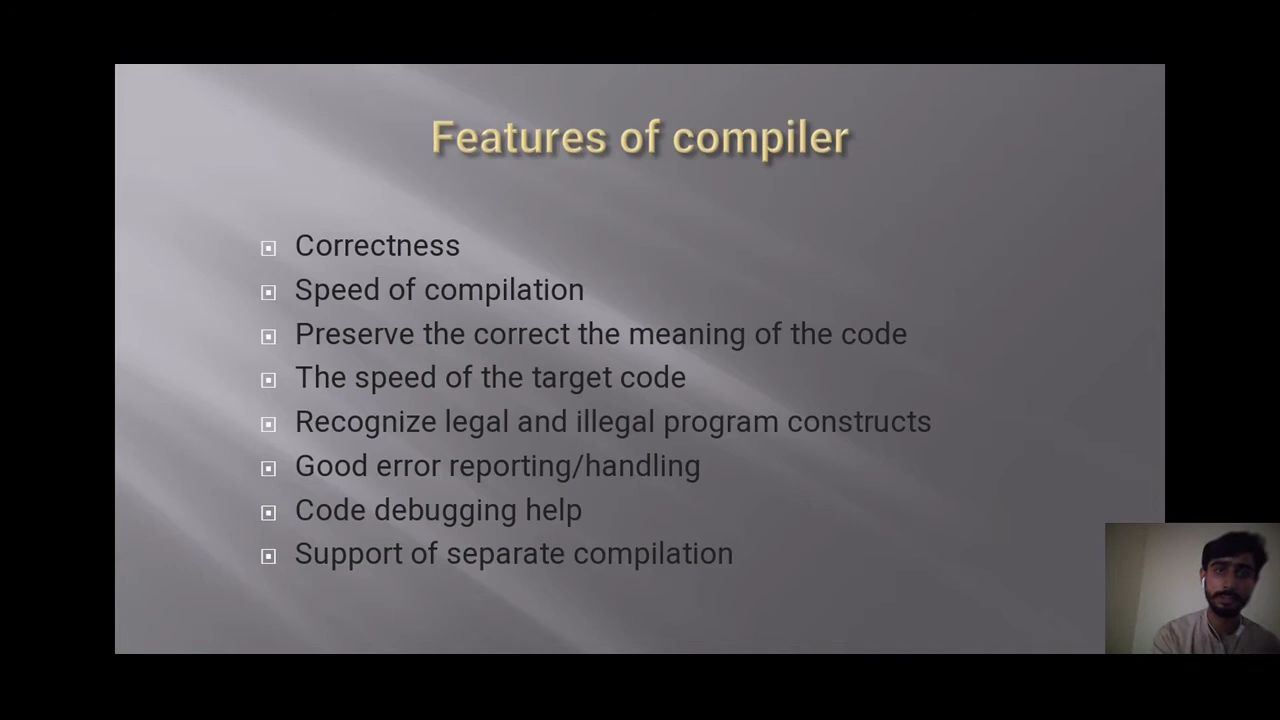 Features of compiler
Correctness
Speed of compilation
Preserve the correct the meaning of the code
The speed of the target code
Recognize legal and illegal program constructs
Good error reporting/handling
Code debugging help
Support of separate compilation